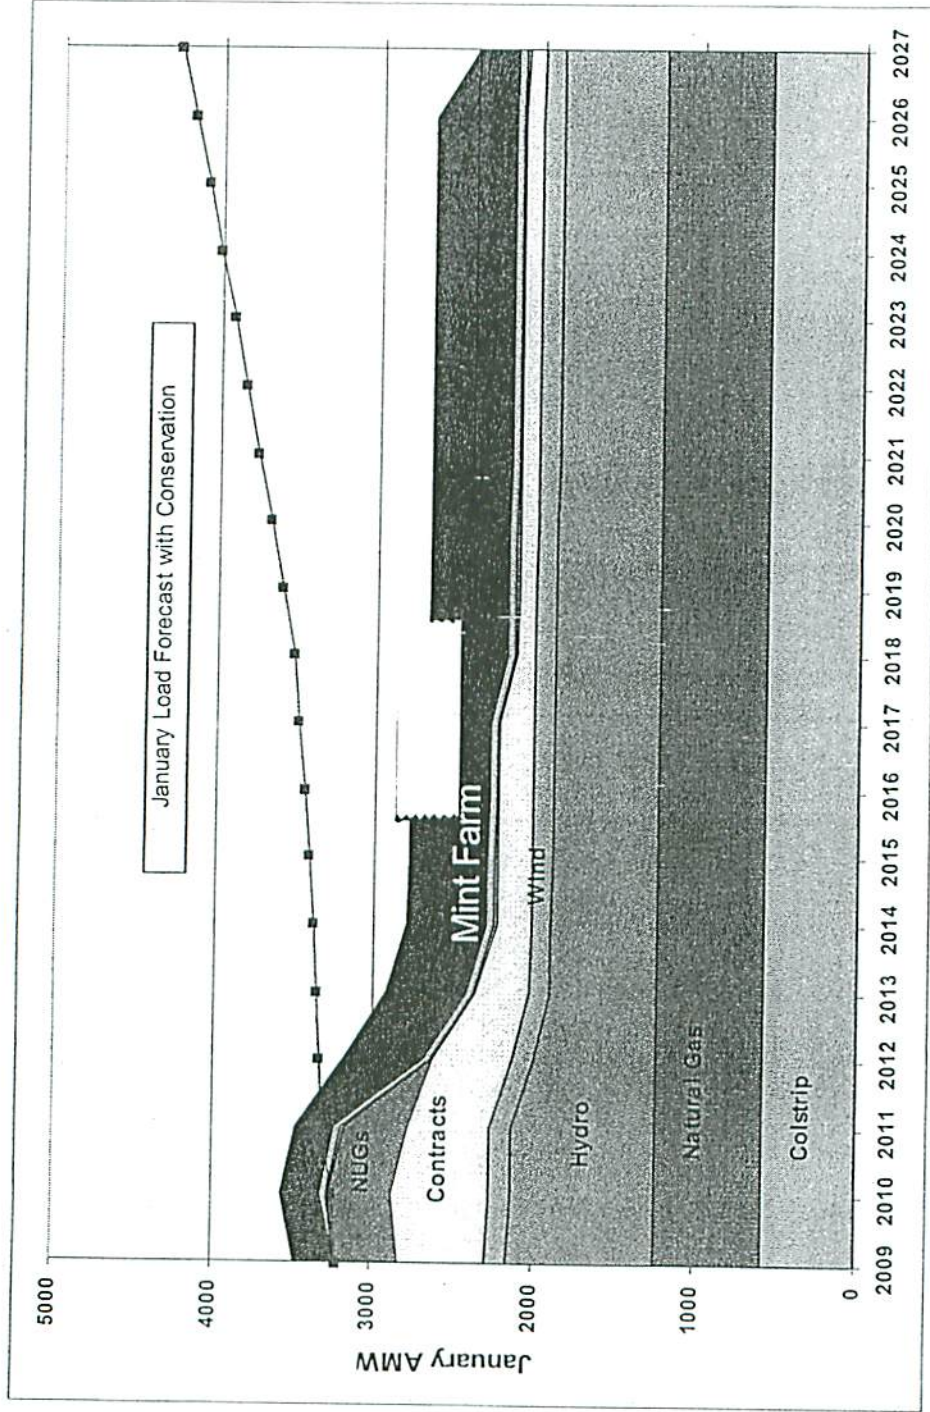 January Load Forecast with Conservation
5000
4000
3000
2000
1000
0
January AMW
Mint Farm
NUGs
Contracts
Wind
Hydro
Natural Gas
Colstrip
2009 2010 2011 2012 2013 2014 2015 2016 2017 2018 2019 2020 2021 2022 2023 2024 2025 2026 2027